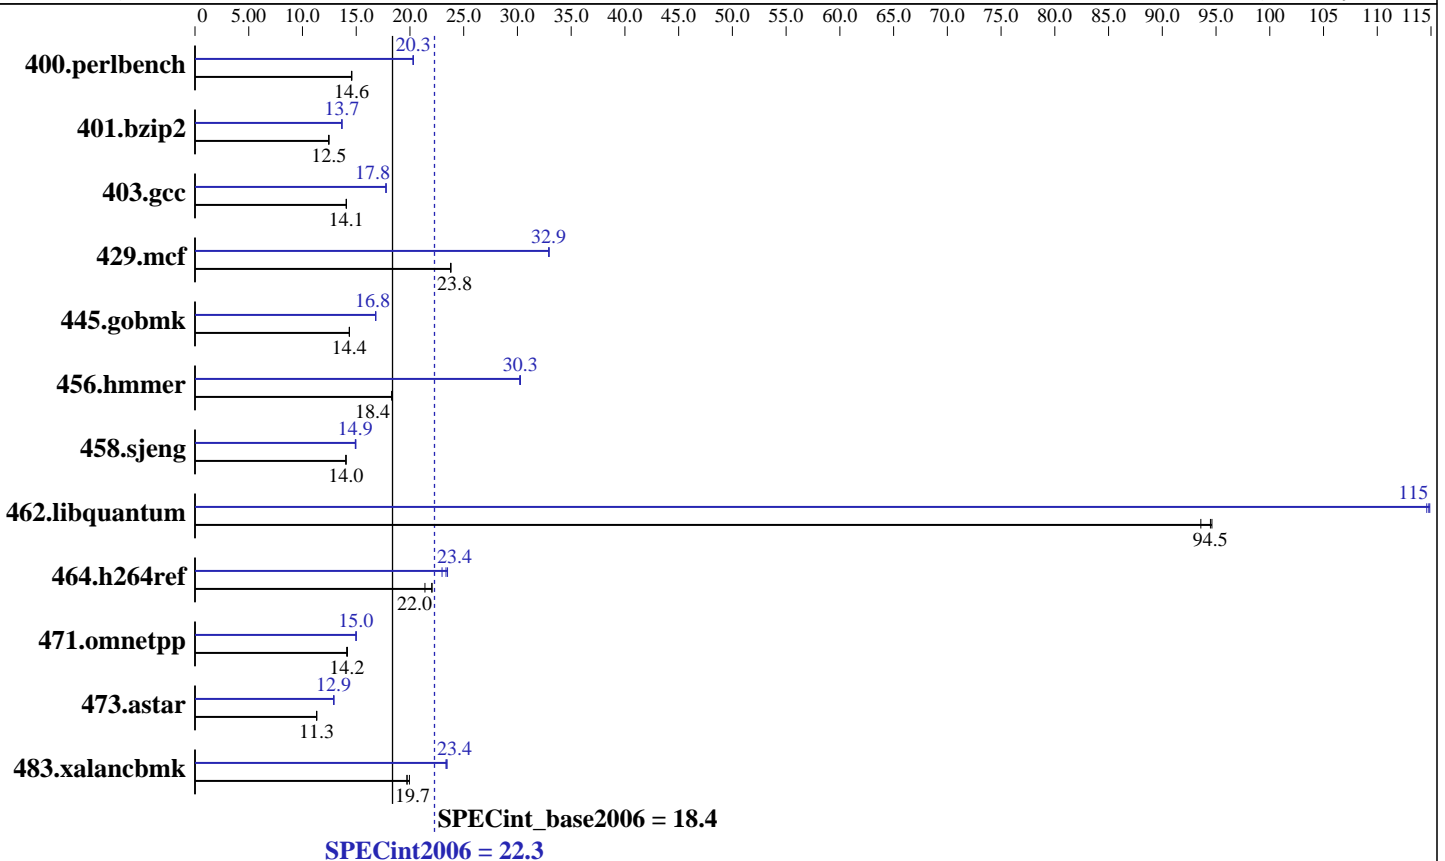 0 5.00 10.0 15.0 20.0 25.0 30.0 35.0 40.0 45.0 50.0 55.0 60.0 65.0 70.0 75.0 80.0 85.0 90.0 95.0 100 105 110 115
20.3
400.perlbench
14.6
13.7
401.bzip2
12.5
17.8
403.gcc
14.1
32.9
429.mcf
23.8
16.8
445.gobmk
14.4
30.3
456.hmmer
18.4
14.9
458.sjeng
14.0
115
462.libquantum
94.5
23.4
464.h264ref
22.0
15.0
471.omnetpp
14.2
12.9
473.astar
11.3
23.4
483.xalancbmk
19.7
SPECint_base2006 = 18.4
SPECint2006 = 22.3